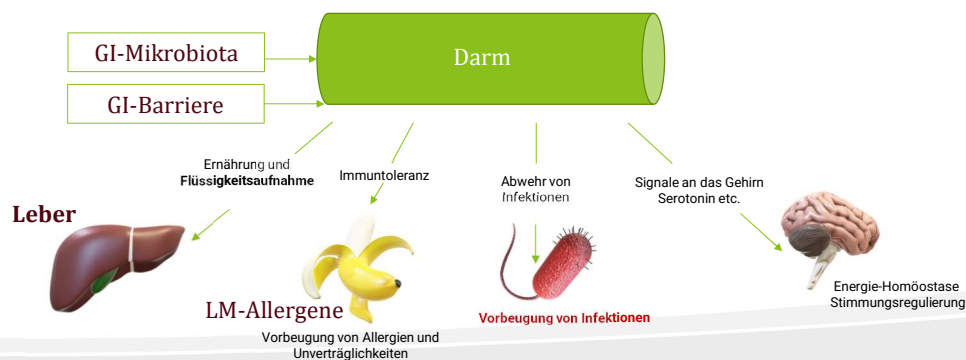 GI-Mikrobiota
Darm
GI-Barriere
Ernährung und
Flüssigkeitsaufnahme
Immuntoleranz
Abwehr von
Infektionen
Signale an das Gehirn
Serotonin etc.
Leber
LM-Allergene
Vorbeugung von Allergien und
Unverträglichkeiten
Vorbeugung von Infektionen
Energie-Homöostase
Stimmungsregulierung